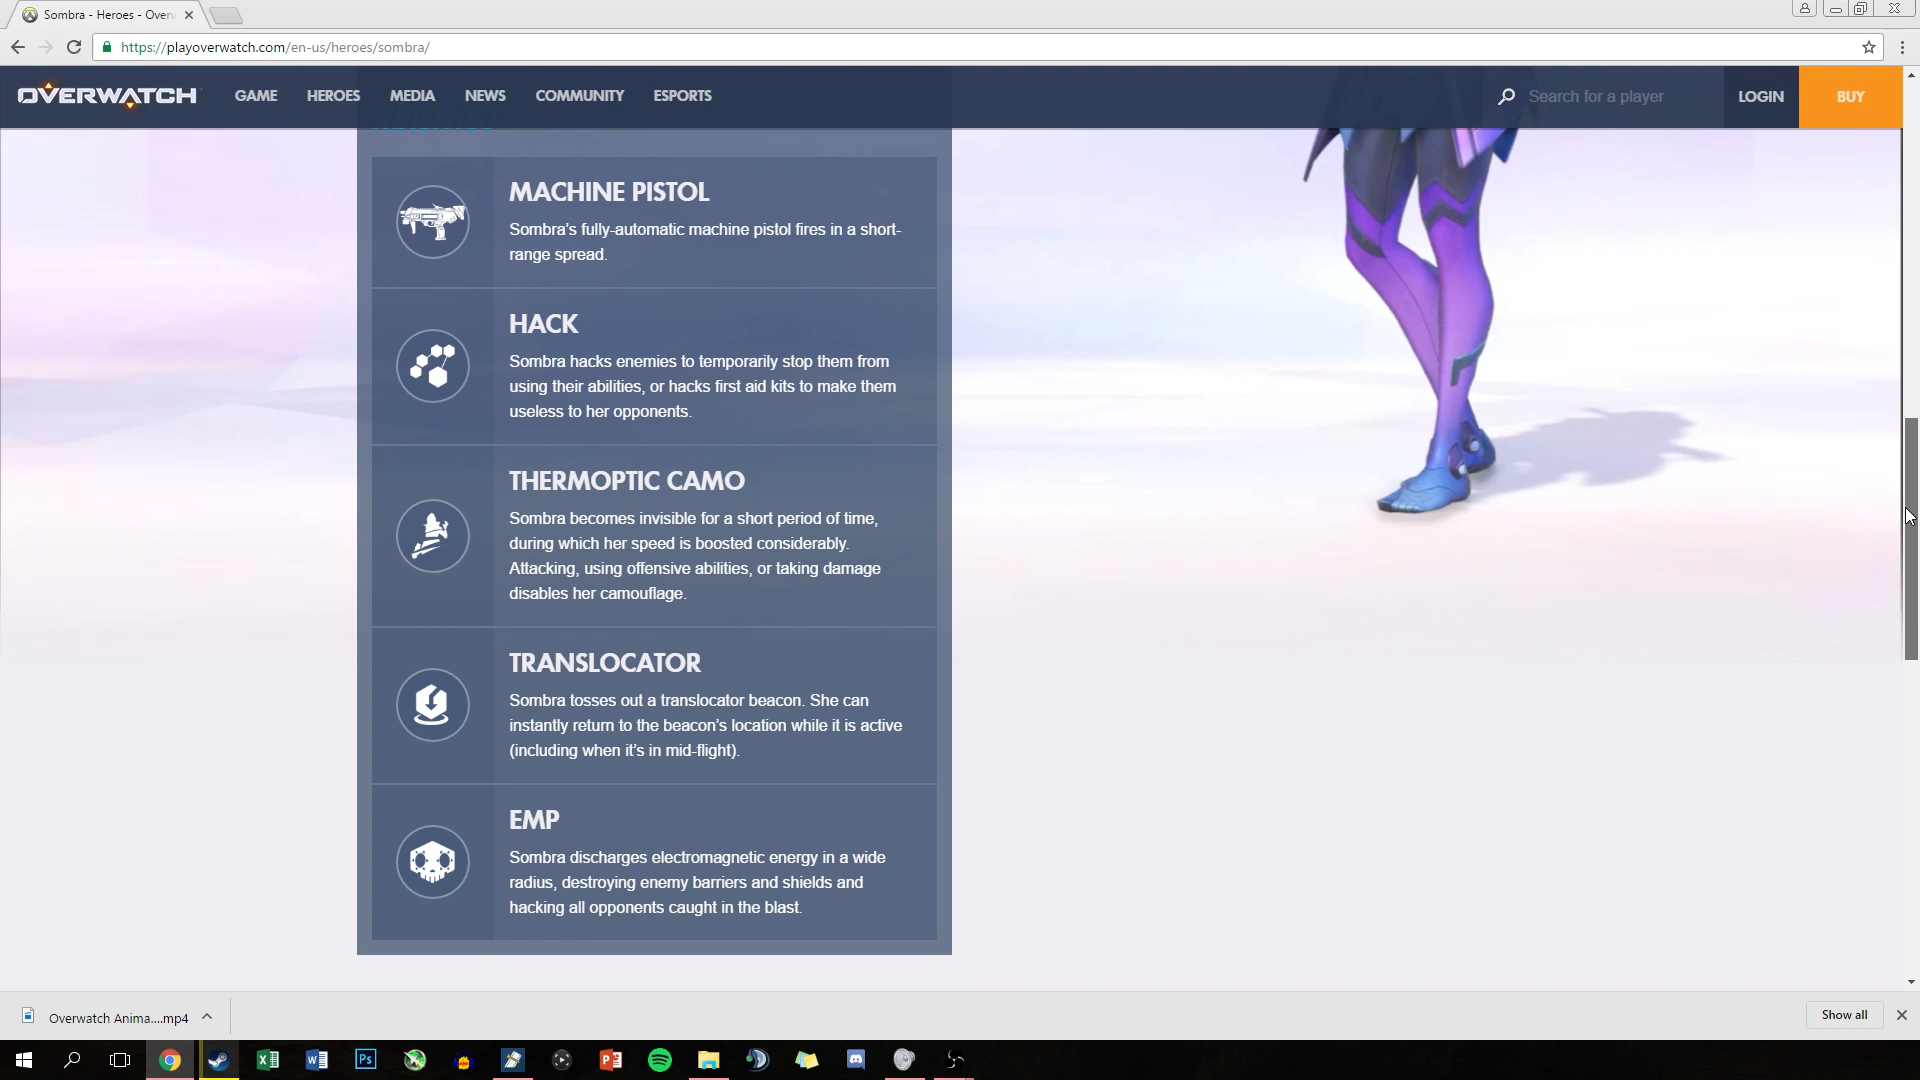 Sombra - Heroes - Over
https://playoverwatch.com/en-us/heroes/sombra/
OVERWATCH
GAME
HEROES
MEDIA
NEWS
COMMUNITY
ESPORTS
Search for a player
LOGIN
BUY
MACHINE PISTOL
Sombra's fully-automatic machine pistol fires in a short-
range spread.
HACK
Sombra hacks enemies to temporarily stop them from
using their abilities, or hacks first aid kits to make them
useless to her opponents.
THERMOPTIC CAMO
Sombra becomes invisible for a short period of time,
during which her speed is boosted considerably.
Attacking, using offensive abilities, or taking damage
disables her camouflage.
TRANSLOCATOR
Sombra tosses out a translocator beacon. She can
instantly return to the beacon's location while it is active
(including when it's in mid-flight).
EMP
Sombra discharges electromagnetic energy in a wide
radius, destroying enemy barriers and shields and
hacking all opponents caught in the blast.
Overwatch Anima....mp4
Show all
Ps